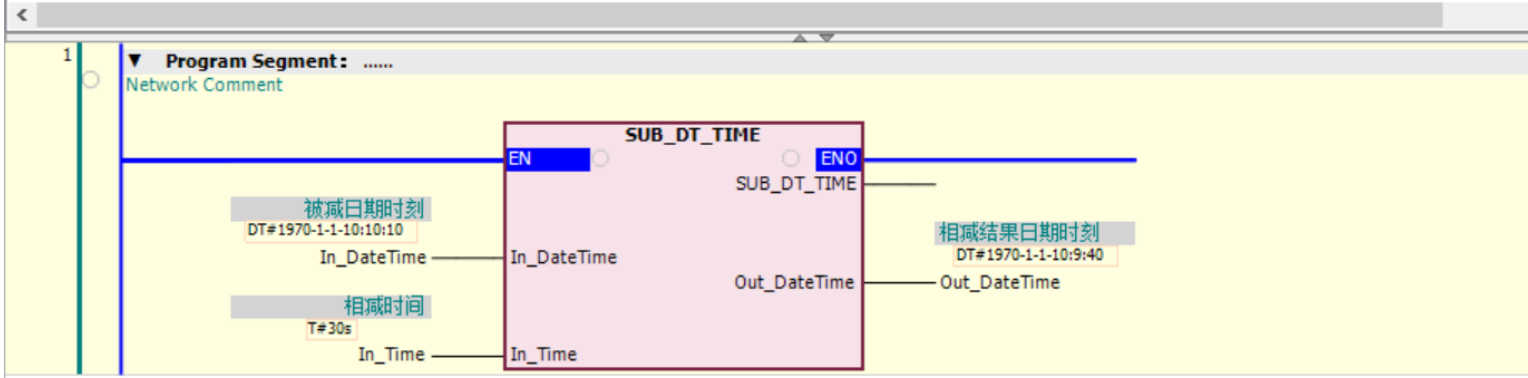 1
▼ Program Segment：......
Network Comment
SUB_DT_TIME
EN
ENO
SUB_DT_TIME
被减日期时刻
DT#1970-1-1-10:10:10
In_DateTime
In_DateTime
相减结果日期时刻
DT#1970-1-1-10:9:40
Out_DateTime
Out_DateTime
相减时间
T#30s
In_Time
In_Time